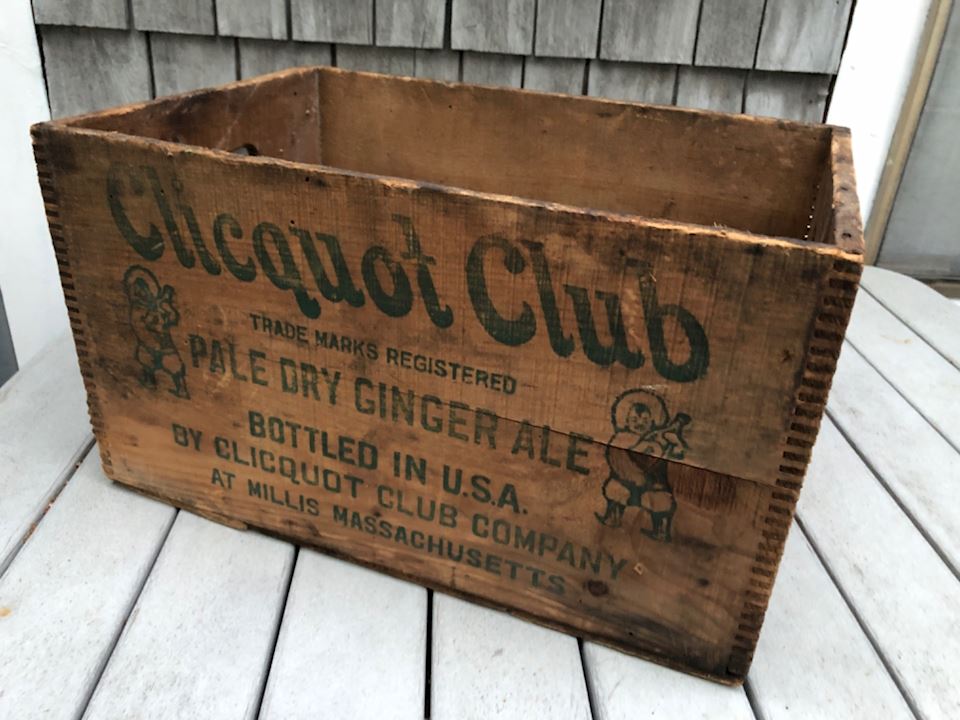 Clicquot Club
TRADE MARKS REGISTERED
PALE DRY GINGER ALE
BOTTLED IN U.S.A.
BY CLICQUOT CLUB COMPANY
AT MILLIS MASSACHUSETTS